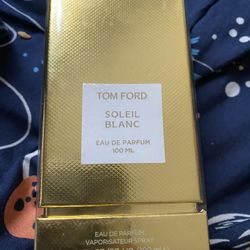 TOM FORD
SOLEIL
BLANC
EAU DE PARFUM
100 ML
EAU DE PARFUM
VAPORISATEUR SPRAY